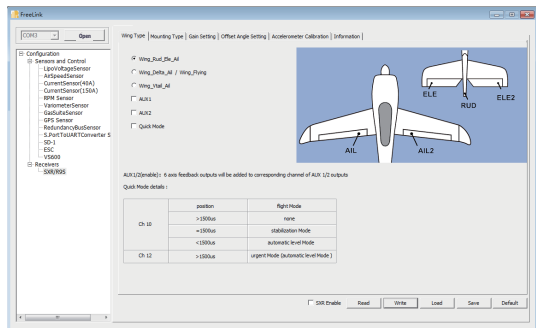 FreeLink
COM3
Open
Configuration
Sensors and Control
LipoVoltageSensor
AirSpeedSensor
CurrentSensor(40A)
CurrentSensor(150A)
RPM Sensor
VariometerSensor
GasSuiteSensor
GPS Sensor
RedundancyBusSensor
S.PortToUARTConverter S
SD-1
ESC
VS600
Receivers
SXR/R9S
Wing Type Mounting Type Gain Setting Offset Angle Setting Accelerometer Calibration Information
Wing_Rud_Ele_Ail
Wing_Delta_Ail / Wing_Flying
Wing_Vtail_Ail
AUX1
AUX2
Quick Mode
ELE
RUD
ELE2
AIL
AIL2
AUX1/2(enable) : 6 axis feedback outputs will be added to corresponding channel of AUX 1/2 outputs
Quick Mode details :
position flight Mode
Ch 10
>1500us none
=1500us stabilization Mode
<1500us automatic level Mode
Ch 12 >1500us urgent Mode (automatic level Mode )
SXR Enable Read Write Load Save Default